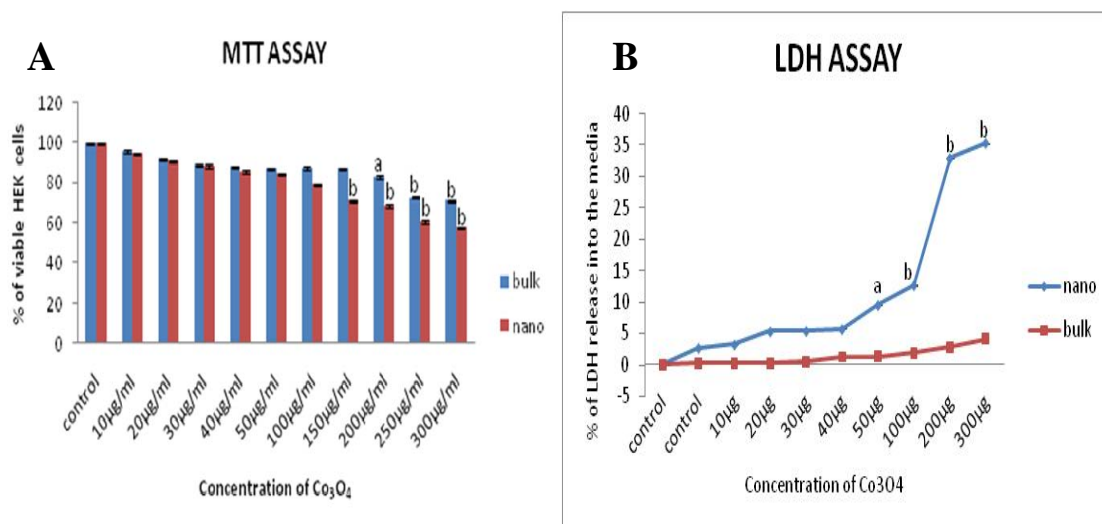 A
MTT ASSAY
% of viable HEK cells
120
100
80
60
40
20
0
a
b
b
b
b
b
b
bulk
nano
control
10µg/ml
20µg/ml
30µg/ml
40µg/ml
50µg/ml
100µg/ml
150µg/ml
200µg/ml
250µg/ml
300µg/ml
Concentration of Co₃O₄
B
LDH ASSAY
% of LDH release into the media
40
35
30
25
20
15
10
5
0
-5
a
b
b
b
nano
bulk
control
control
10µg
20µg
30µg
40µg
50µg
100µg
200µg
300µg
Concentration of Co3O4